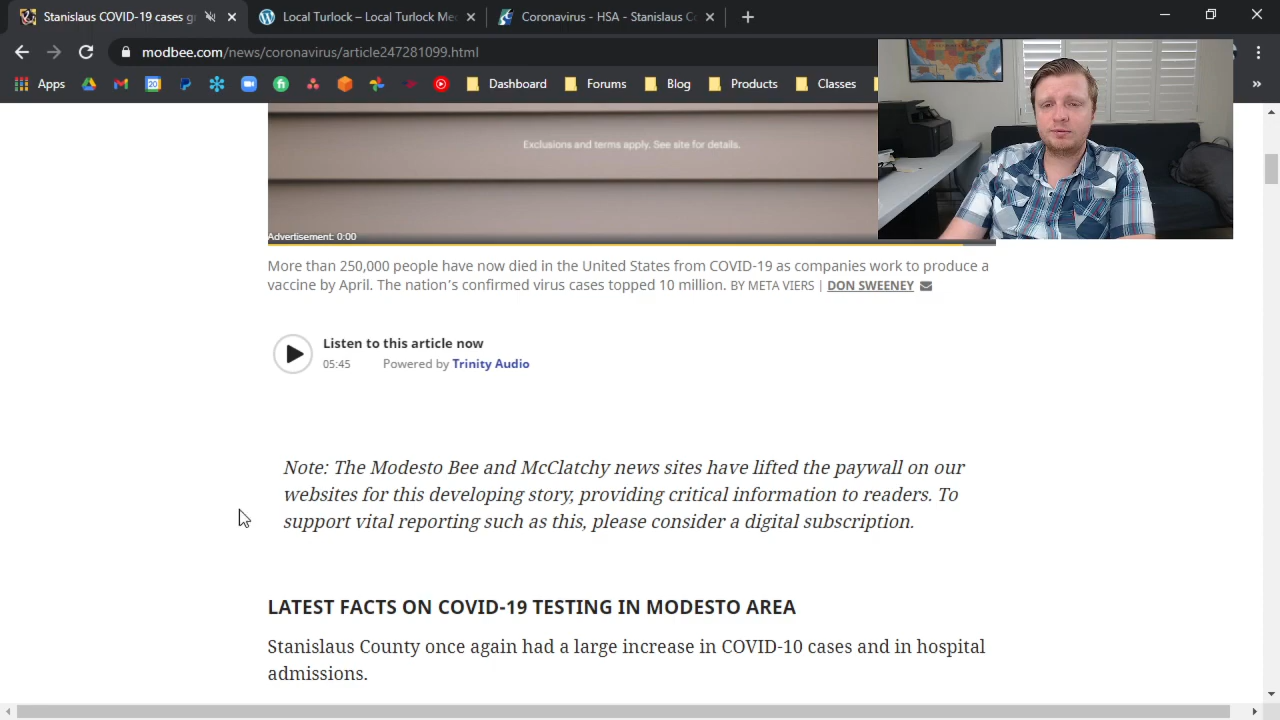 Stanislaus COVID-19 cases g
Local Turlock – Local Turlock Me
Coronavirus - HSA - Stanislaus C
modbee.com/news/coronavirus/article247281099.html
Apps
Dashboard
Forums
Blog
Products
Classes
»
Exclusions and terms apply. See site for details.
Advertisement: 0:00
More than 250,000 people have now died in the United States from COVID-19 as companies work to produce a
vaccine by April. The nation's confirmed virus cases topped 10 million. BY META VIERS | DON SWEENEY
Listen to this article now
05:45 Powered by Trinity Audio
Note: The Modesto Bee and McClatchy news sites have lifted the paywall on our
websites for this developing story, providing critical information to readers. To
support vital reporting such as this, please consider a digital subscription.
LATEST FACTS ON COVID-19 TESTING IN MODESTO AREA
Stanislaus County once again had a large increase in COVID-10 cases and in hospital
admissions.